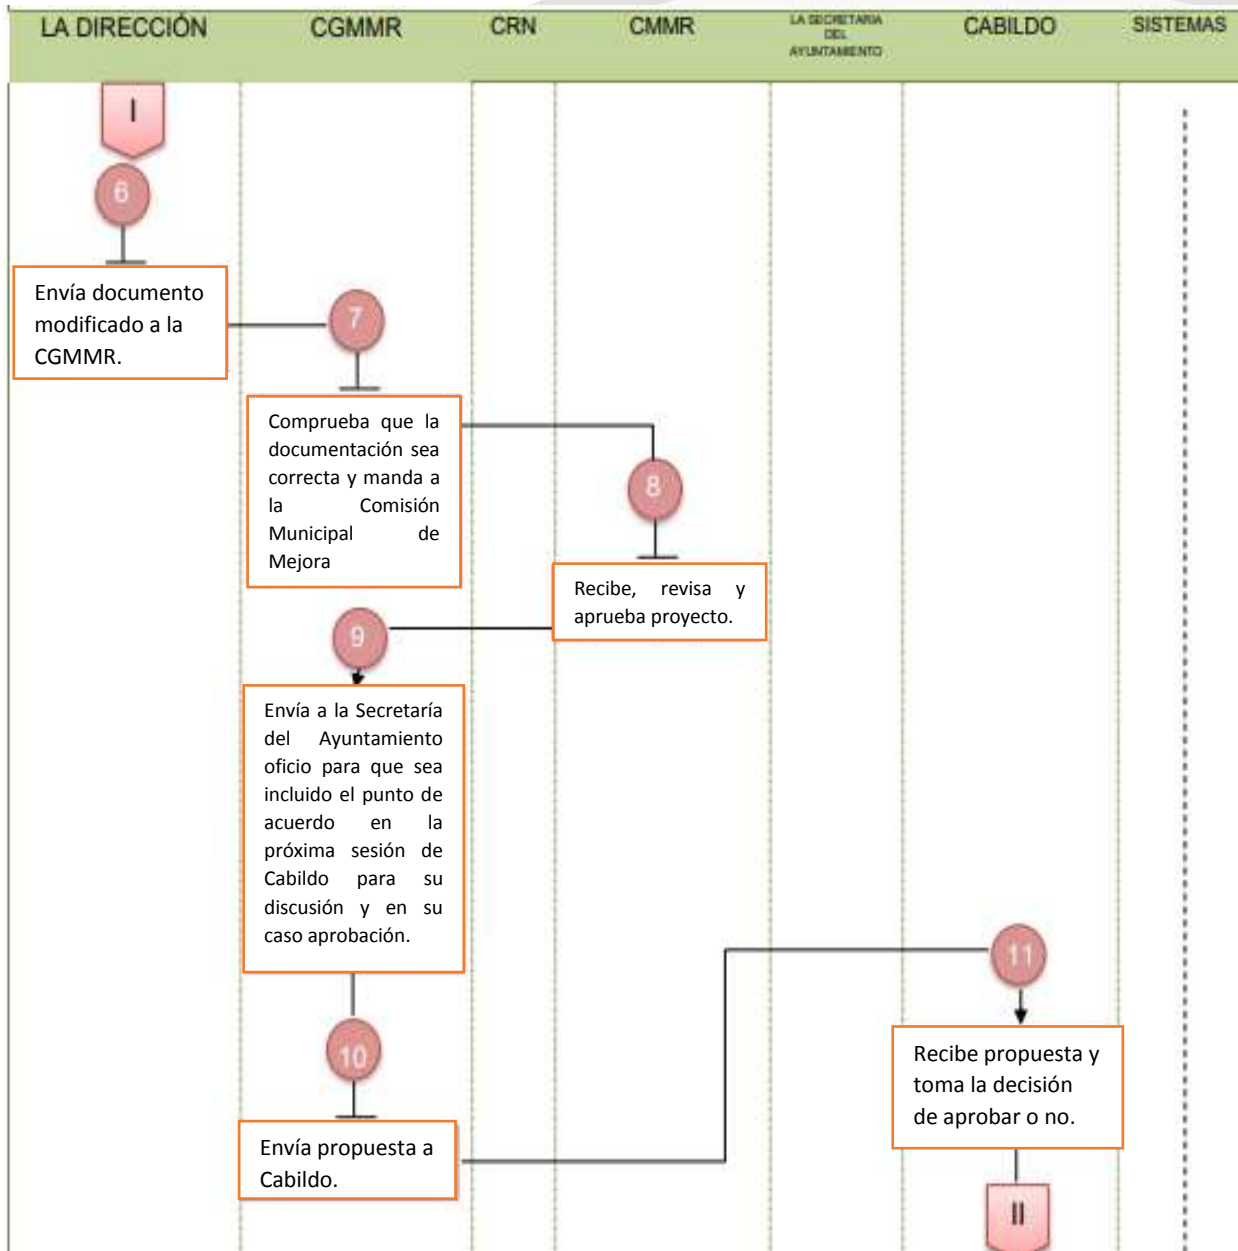 LA DIRECCIÓN
CGMMR
CRN
CMMR
LA SECRETARIA
DEL
AYUNTAMIENTO
CABILDO
SISTEMAS
I
6
Envía documento
modificado a la
CGMMR.
7
Comprueba que la
documentación sea
correcta y manda a
la Comisión
Municipal de
Mejora
8
Recibe, revisa y
aprueba proyecto.
9
Envía a la Secretaría
del Ayuntamiento
oficio para que sea
incluido el punto de
acuerdo en la
próxima sesión de
Cabildo para su
discusión y en su
caso aprobación.
10
Envía propuesta a
Cabildo.
11
Recibe propuesta y
toma la decisión
de aprobar o no.
II